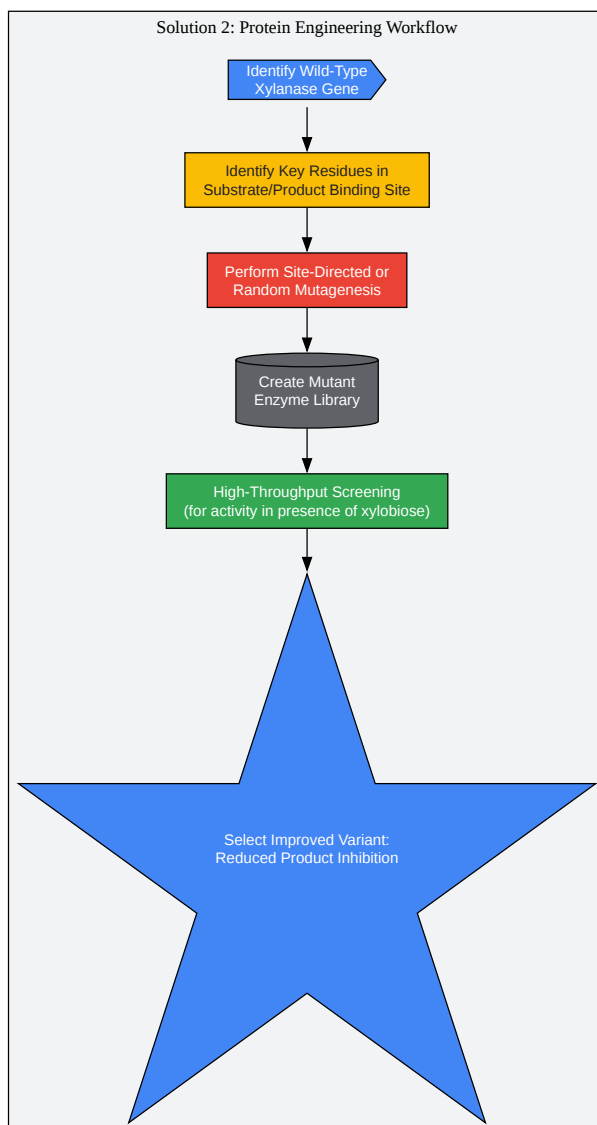 Solution 2: Protein Engineering Workflow
Identify Wild-Type
Xylanase Gene
Identify Key Residues in
Substrate/Product Binding Site
Perform Site-Directed or
Random Mutagenesis
Create Mutant
Enzyme Library
High-Throughput Screening
(for activity in presence of xylobiose)
Select Improved Variant:
Reduced Product Inhibition